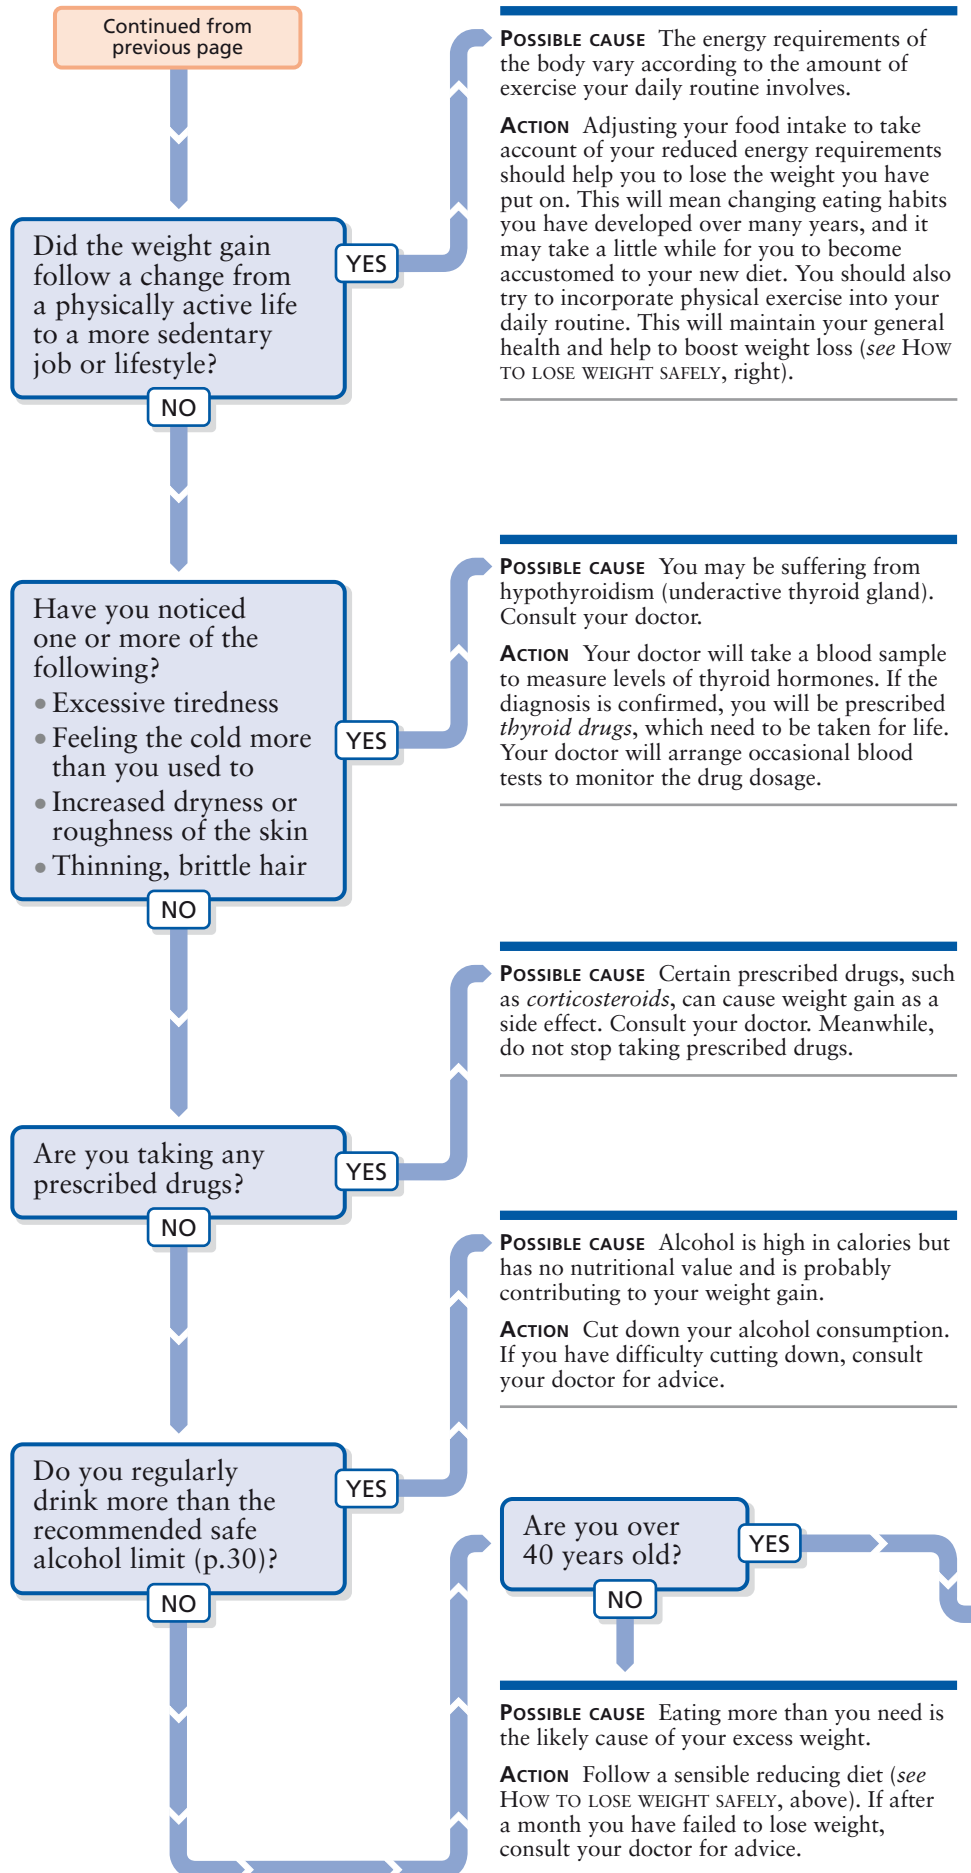 Continued from
previous page
Did the weight gain
follow a change from
a physically active life
to a more sedentary
job or lifestyle?
YES
NO
POSSIBLE CAUSE The energy requirements of
the body vary according to the amount of
exercise your daily routine involves.
ACTION Adjusting your food intake to take
account of your reduced energy requirements
should help you to lose the weight you have
put on. This will mean changing eating habits
you have developed over many years, and it
may take a little while for you to become
accustomed to your new diet. You should also
try to incorporate physical exercise into your
daily routine. This will maintain your general
health and help to boost weight loss (see HOW
TO LOSE WEIGHT SAFELY, right).
Have you noticed
one or more of the
following?
• Excessive tiredness
• Feeling the cold more
than you used to
• Increased dryness or
roughness of the skin
• Thinning, brittle hair
YES
NO
POSSIBLE CAUSE You may be suffering from
hypothyroidism (underactive thyroid gland).
Consult your doctor.
ACTION Your doctor will take a blood sample
to measure levels of thyroid hormones. If the
diagnosis is confirmed, you will be prescribed
thyroid drugs, which need to be taken for life.
Your doctor will arrange occasional blood
tests to monitor the drug dosage.
Are you taking any
prescribed drugs?
YES
NO
POSSIBLE CAUSE Certain prescribed drugs, such
as corticosteroids, can cause weight gain as a
side effect. Consult your doctor. Meanwhile,
do not stop taking prescribed drugs.
Do you regularly
drink more than the
recommended safe
alcohol limit (p.30)?
YES
NO
POSSIBLE CAUSE Alcohol is high in calories but
has no nutritional value and is probably
contributing to your weight gain.
ACTION Cut down your alcohol consumption.
If you have difficulty cutting down, consult
your doctor for advice.
Are you over
40 years old?
YES
NO
POSSIBLE CAUSE Eating more than you need is
the likely cause of your excess weight.
ACTION Follow a sensible reducing diet (see
HOW TO LOSE WEIGHT SAFELY, above). If after
a month you have failed to lose weight,
consult your doctor for advice.